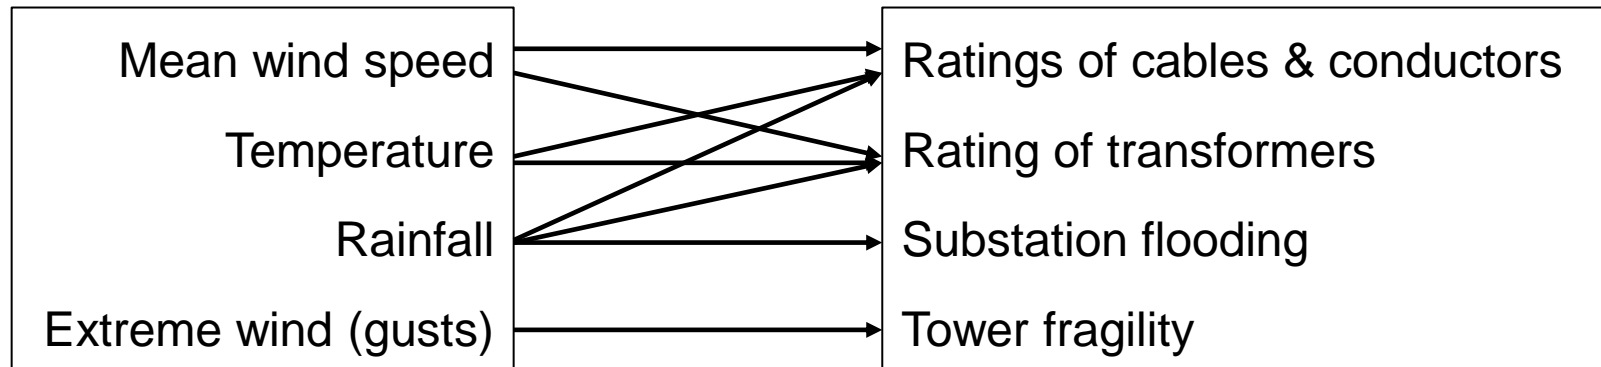 Mean wind speed
Temperature
Rainfall
Extreme wind (gusts)
Ratings of cables & conductors
Rating of transformers
Substation flooding
Tower fragility